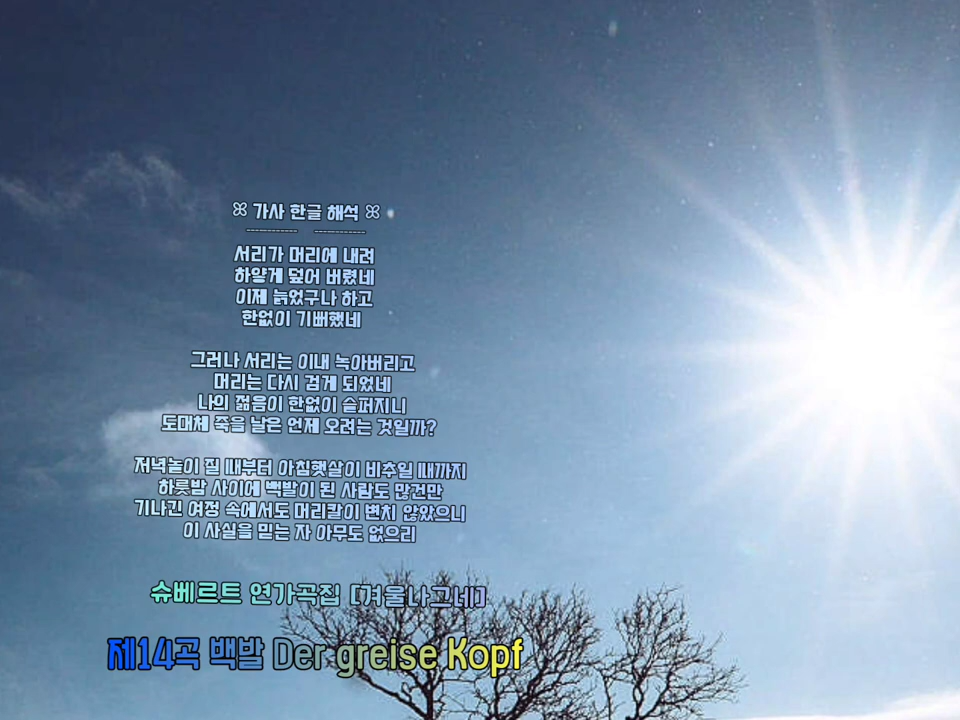 ꕤ 가사 한글 해석 ꕤ
서리가 머리에 내려
하얗게 덮어 버렸네
이제 늙었구나 하고
한없이 기뻐했네
그러나 서리는 이내 녹아버리고
머리는 다시 검게 되었네
나의 젊음이 한없이 슬퍼지니
도대체 죽을 날은 언제 오려는 것일까?
저녁놀이 질 때부터 아침햇살이 비추일 때까지
하룻밤 사이에 백발이 된 사람도 많건만
기나긴 여정 속에서도 머리칼이 변치 않았으니
이 사실을 믿는 자 아무도 없으리
슈베르트 연가곡집 [겨울나그네]
제14곡 백발 Der greise Kopf